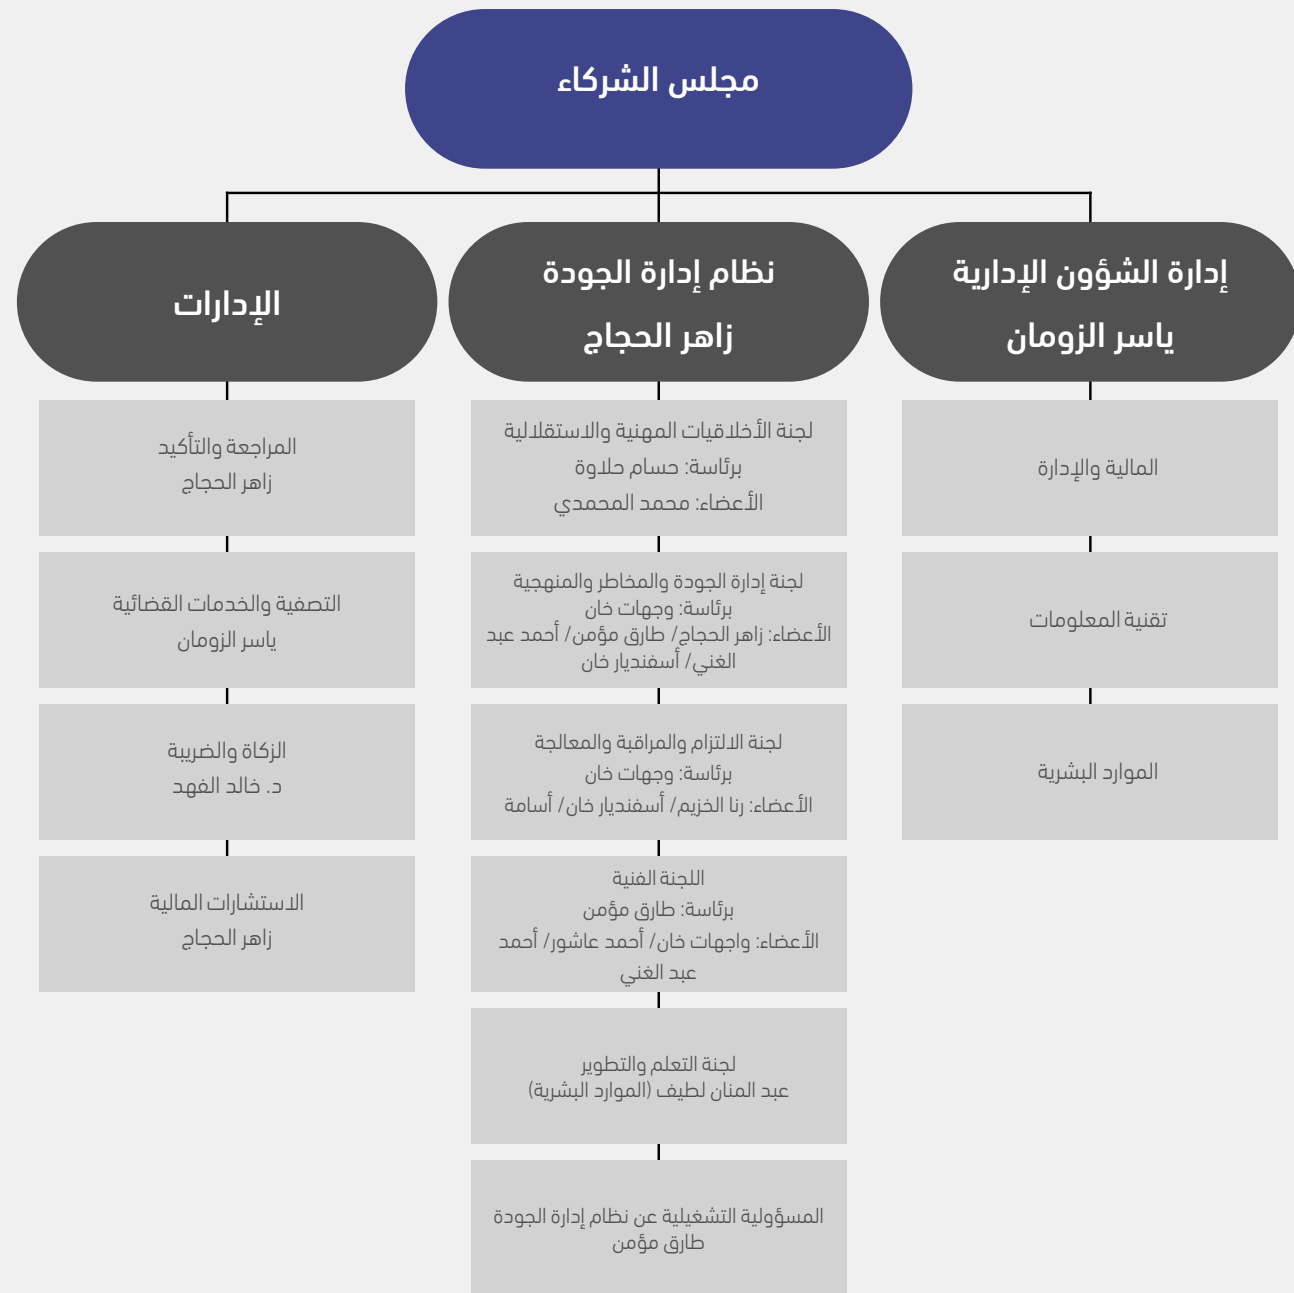 مجلس الشركاء
إدارة الشؤون الإدارية
ياسر الزومان
المالية والإدارة
تقنية المعلومات
الموارد البشرية
نظام إدارة الجودة
زاهر الحجاج
لجنة الأخلاقيات المهنية والاستقلالية
برئاسة: حسام حلاوة
الأعضاء: محمد المحمدي
لجنة إدارة الجودة والمخاطر والمنهجية
برئاسة: وجهات خان
الأعضاء: زاهر الحجاج/ طارق مؤمن/ أحمد عبد
الغني/ أسفنديار خان
لجنة الالتزام والمراقبة والمعالجة
برئاسة: وجهات خان
الأعضاء: رنا الخزيم/ أسفنديار خان/ أسامة
اللجنة الفنية
برئاسة: طارق مؤمن
الأعضاء: واجهات خان/ أحمد عاشور/ أحمد
عبد الغني
لجنة التعلم والتطوير
عبد المنان لطيف (الموارد البشرية)
المسؤولية التشغيلية عن نظام إدارة الجودة
طارق مؤمن
الإدارات
المراجعة والتأكيد
زاهر الحجاج
التصفية والخدمات القضائية
ياسر الزومان
الزكاة والضريبة
د. خالد الفهد
الاستشارات المالية
زاهر الحجاج